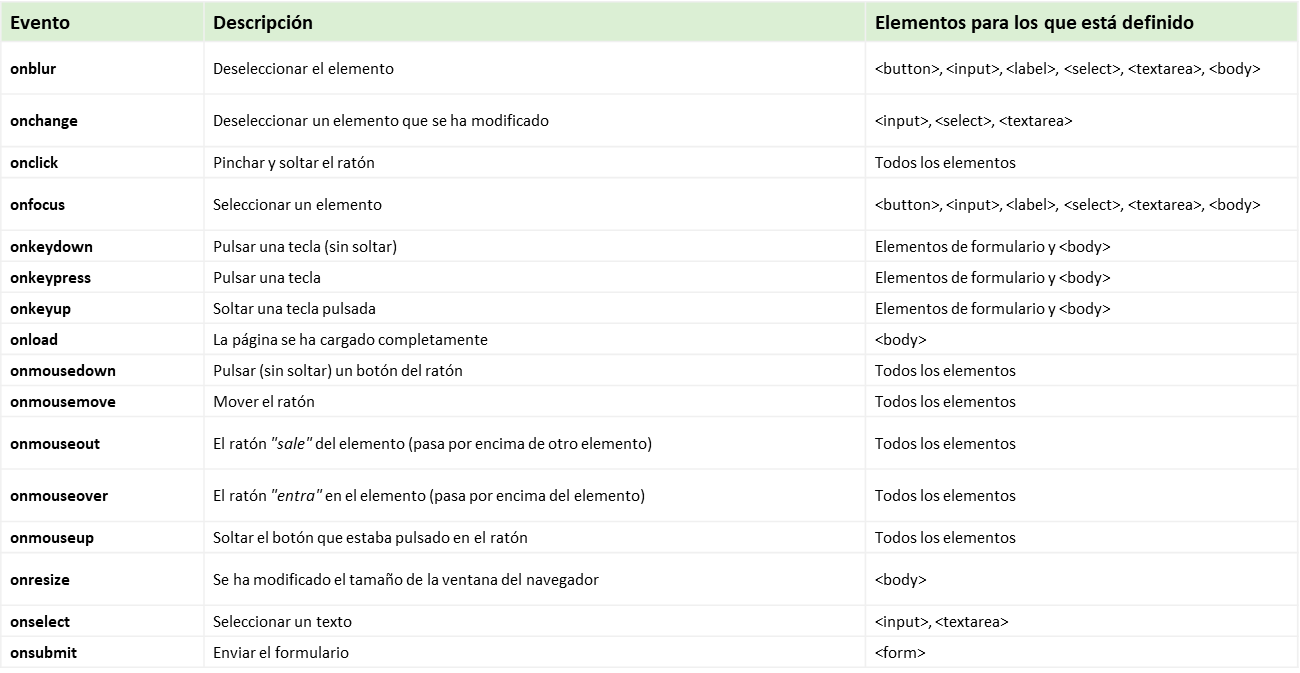 Evento Descripción Elementos para los que está definido
onblur Deseleccionar el elemento <button>, <input>, <label>, <select>, <textarea>, <body>
onchange Deseleccionar un elemento que se ha modificado <input>, <select>, <textarea>
onclick Pinchar y soltar el ratón Todos los elementos
onfocus Seleccionar un elemento <button>, <input>, <label>, <select>, <textarea>, <body>
onkeydown Pulsar una tecla (sin soltar) Elementos de formulario y <body>
onkeypress Pulsar una tecla Elementos de formulario y <body>
onkeyup Soltar una tecla pulsada Elementos de formulario y <body>
onload La página se ha cargado completamente <body>
onmousedown Pulsar (sin soltar) un botón del ratón Todos los elementos
onmousemove Mover el ratón Todos los elementos
onmouseout El ratón "sale" del elemento (pasa por encima de otro elemento) Todos los elementos
onmouseover El ratón "entra" en el elemento (pasa por encima del elemento) Todos los elementos
onmouseup Soltar el botón que estaba pulsado en el ratón Todos los elementos
onresize Se ha modificado el tamaño de la ventana del navegador <body>
onselect Seleccionar un texto <input>, <textarea>
onsubmit Enviar el formulario <form>